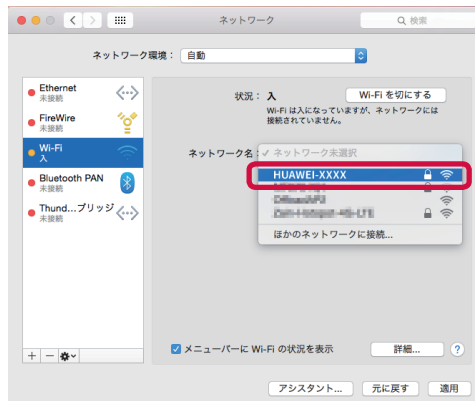 ネットワーク
検索
ネットワーク環境： 自動
Ethernet
未接続
FireWire
未接続
Wi-Fi
入
Bluetooth PAN
未接続
Thund…ブリッジ
未接続
状況： 入
Wi-Fi を切にする
Wi-Fi は入になっていますが、ネットワークには
接続されていません。
ネットワーク名： ✓ ネットワーク未選択
HUAWEI-XXXX
ほかのネットワークに接続...
メニューバーに Wi-Fi の状況を表示
詳細...
?
アシスタント...
元に戻す
適用